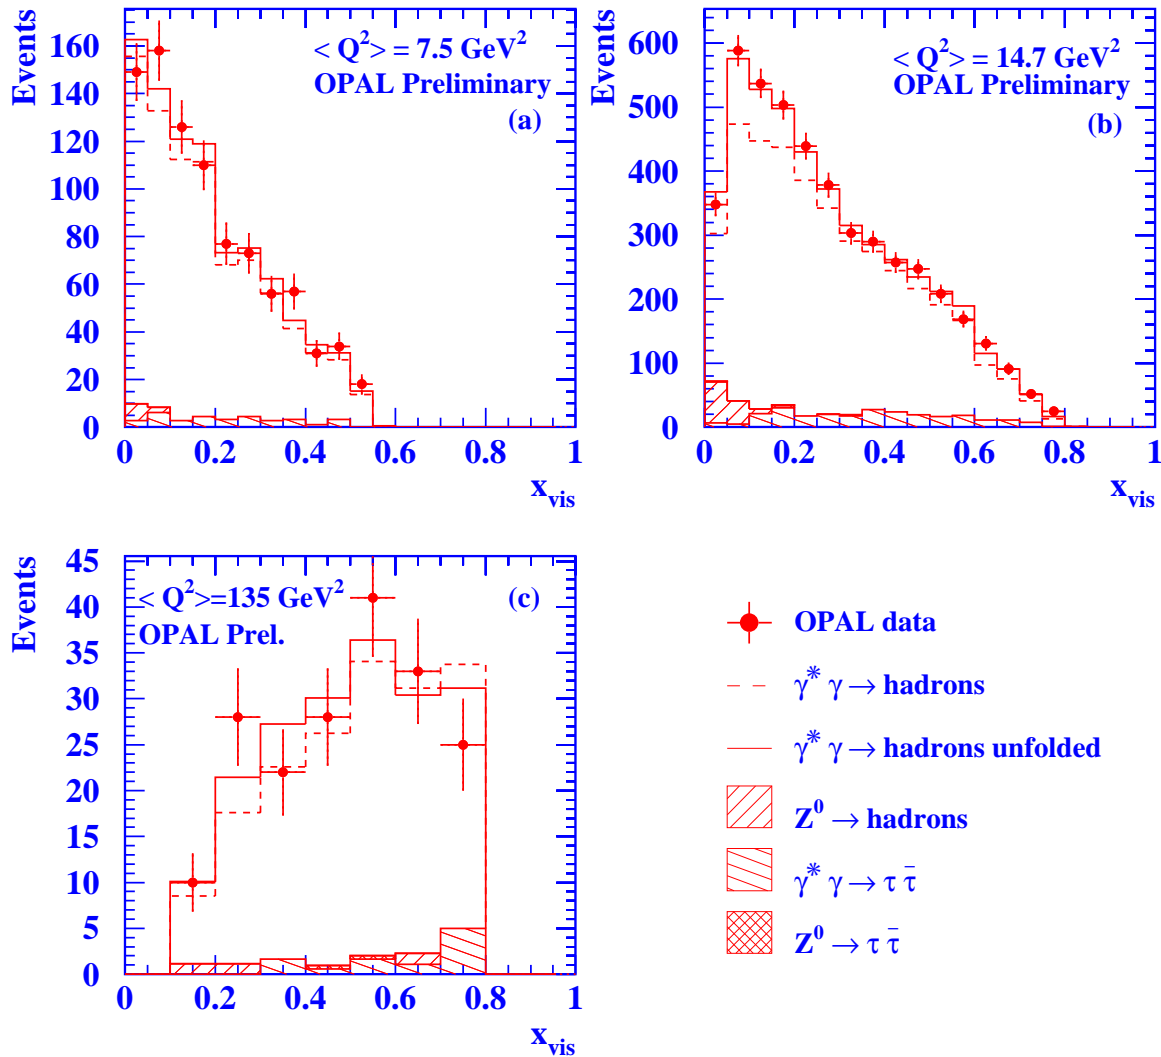 Events
160
140
120
100
80
60
40
20
0
< Q² > = 7.5 GeV²
OPAL Preliminary
(a)
0 0.2 0.4 0.6 0.8 1
x_vis
Events
600
500
400
300
200
100
0
< Q² > = 14.7 GeV²
OPAL Preliminary
(b)
0 0.2 0.4 0.6 0.8 1
x_vis
Events
45
40
35
30
25
20
15
10
5
0
< Q² >=135 GeV²
(c)
OPAL Prel.
0 0.2 0.4 0.6 0.8 1
x_vis
OPAL data
γ* γ → hadrons
γ* γ → hadrons unfolded
Z⁰ → hadrons
γ* γ → τ τ̄
Z⁰ → τ τ̄